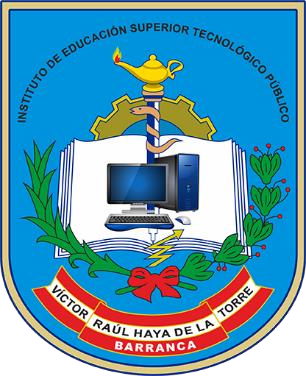 INSTITUTO DE EDUCACIÓN SUPERIOR TECNOLÓGICO PÚBLICO
VÍCTOR RAÚL HAYA DE LA TORRE
BARRANCA